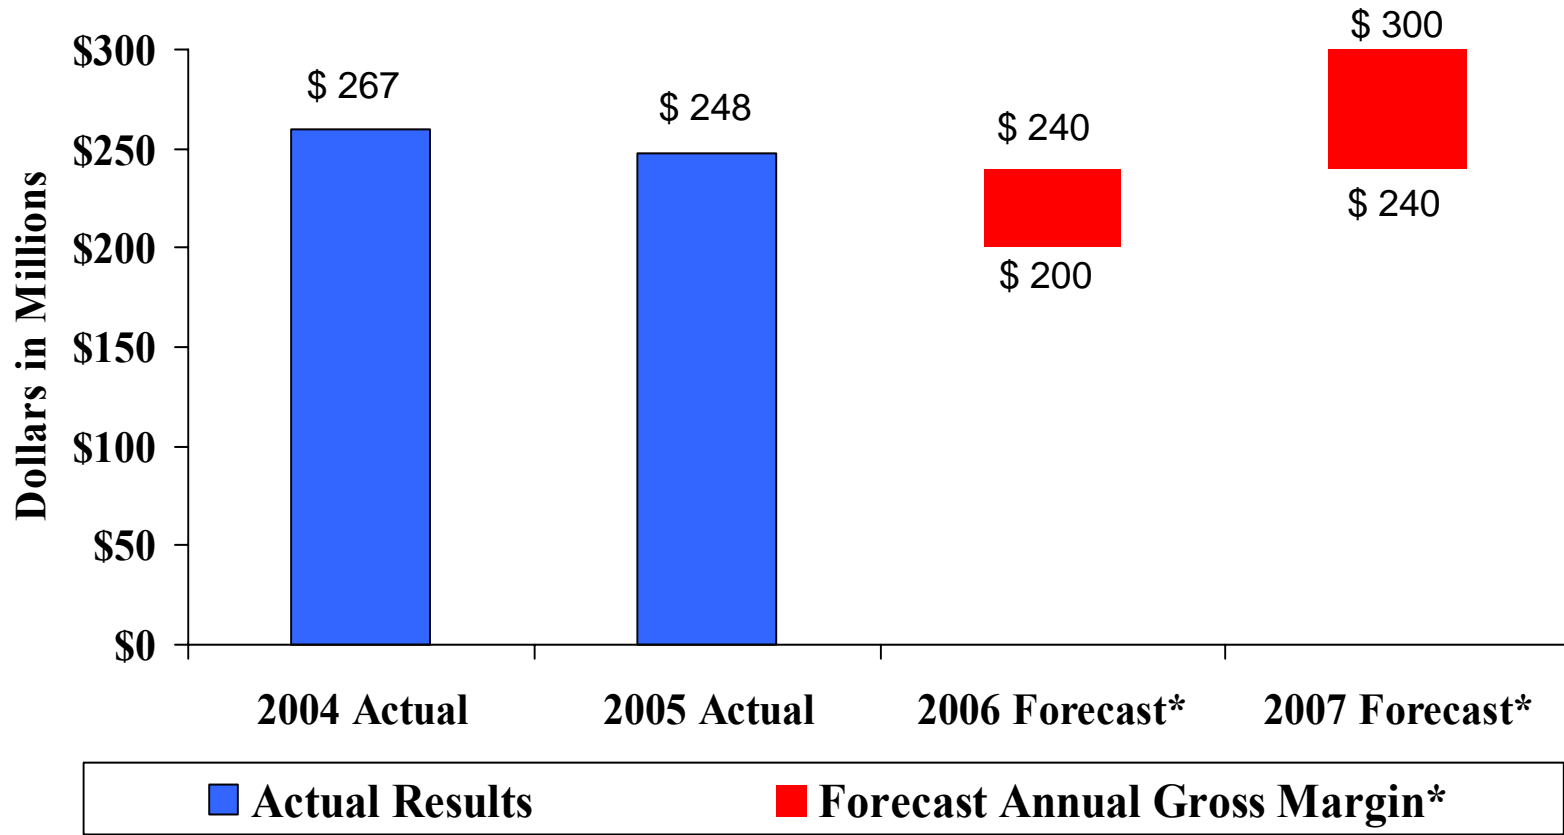 Dollars in Millions
$300
$250
$200
$150
$100
$50
$0
$ 267
$ 248
$ 240
$ 200
$ 300
$ 240
2004 Actual
2005 Actual
2006 Forecast*
2007 Forecast*
Actual Results
Forecast Annual Gross Margin*